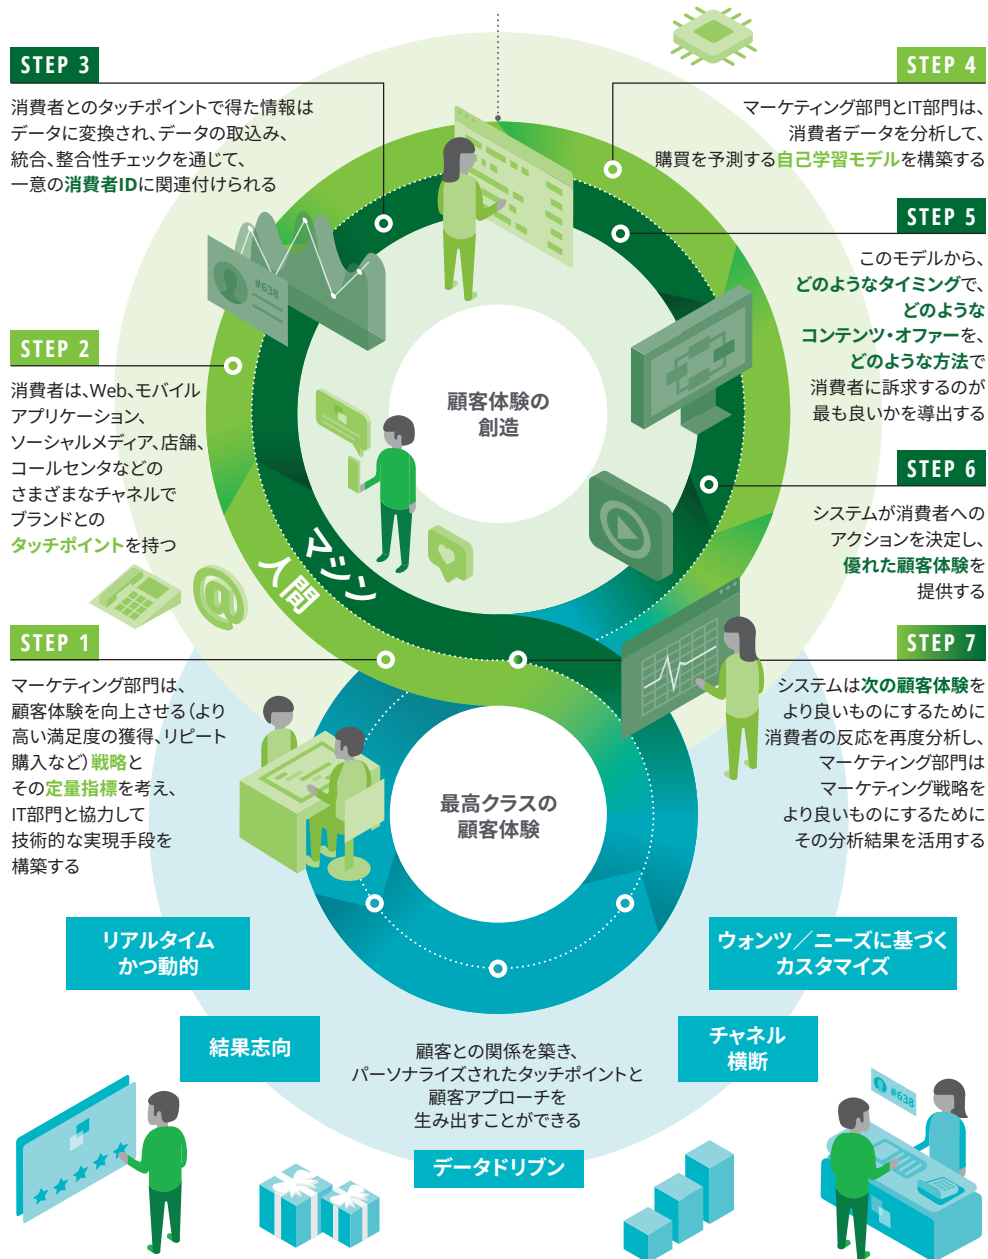 STEP 3
消費者とのタッチポイントで得た情報は
データに変換され、データの取込み、
統合、整合性チェックを通じて、
一意の消費者IDに関連付けられる
STEP 4
マーケティング部門とIT部門は、
消費者データを分析して、
購買を予測する自己学習モデルを構築する
STEP 5
このモデルから、
どのようなタイミングで、
どのような
コンテンツ・オファーを、
どのような方法で
消費者に訴求するのが
最も良いかを導出する
#638
STEP 2
消費者は、Web、モバイル
アプリケーション、
ソーシャルメディア、店舗、
コールセンタなどの
さまざまなチャネルで
ブランドとの
タッチポイントを持つ
顧客体験の
創造
STEP 6
システムが消費者への
アクションを決定し、
優れた顧客体験を
提供する
マシン
人間
@
STEP 1
マーケティング部門は、
顧客体験を向上させる（より
高い満足度の獲得、リピート
購入など）戦略と
その定量指標を考え、
IT部門と協力して
技術的な実現手段を
構築する
STEP 7
システムは次の顧客体験を
より良いものにするために
消費者の反応を再度分析し、
マーケティング部門は
マーケティング戦略を
より良いものにするために
その分析結果を活用する
最高クラスの
顧客体験
リアルタイム
かつ動的
ウォンツ／ニーズに基づく
カスタマイズ
結果志向
チャネル
横断
顧客との関係を築き、
パーソナライズされたタッチポイントと
顧客アプローチを
生み出すことができる
データドリブン
#638